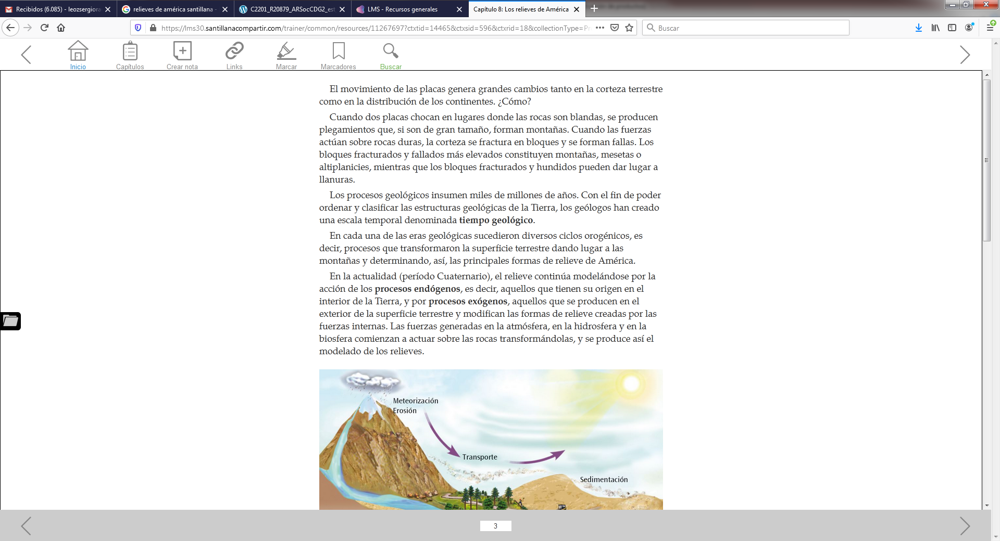 Recibidos (6.085) - leozsergiora
relieves de américa santillana -
C2201_R20879_ARSocCDG2_est
LMS - Recursos generales
Capítulo 8: Los relieves de América
https://lms30.santillanacompartir.com/trainer/common/resources/11267697?ctxtid=14465&ctxsid=596&ctxrid=18&collectionType=Pr
Buscar
Inicio
Capítulos
Crear nota
Links
Marcar
Marcadores
Buscar
El movimiento de las placas genera grandes cambios tanto en la corteza terrestre
como en la distribución de los continentes. ¿Cómo?
Cuando dos placas chocan en lugares donde las rocas son blandas, se producen
plegamientos que, si son de gran tamaño, forman montañas. Cuando las fuerzas
actúan sobre rocas duras, la corteza se fractura en bloques y se forman fallas. Los
bloques fracturados y fallados más elevados constituyen montañas, mesetas o
altiplanicies, mientras que los bloques fracturados y hundidos pueden dar lugar a
llanuras.
Los procesos geológicos insumen miles de millones de años. Con el fin de poder
ordenar y clasificar las estructuras geológicas de la Tierra, los geólogos han creado
una escala temporal denominada tiempo geológico.
En cada una de las eras geológicas sucedieron diversos ciclos orogénicos, es
decir, procesos que transformaron la superficie terrestre dando lugar a las
montañas y determinando, así, las principales formas de relieve de América.
En la actualidad (período Cuaternario), el relieve continúa modelándose por la
acción de los procesos endógenos, es decir, aquellos que tienen su origen en el
interior de la Tierra, y por procesos exógenos, aquellos que se producen en el
exterior de la superficie terrestre y modifican las formas de relieve creadas por las
fuerzas internas. Las fuerzas generadas en la atmósfera, en la hidrosfera y en la
biosfera comienzan a actuar sobre las rocas transformándolas, y se produce así el
modelado de los relieves.
Meteorización
Erosión
Transporte
Sedimentación
3